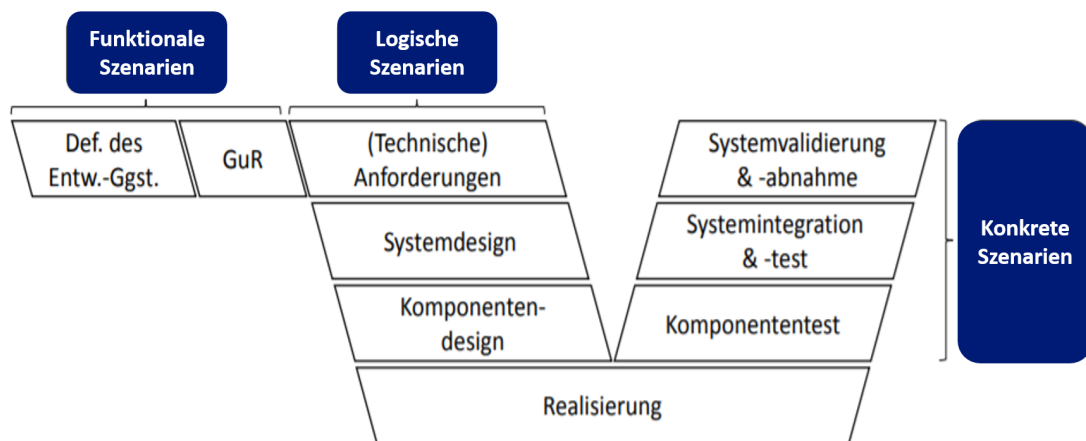 Funktionale
Szenarien
Logische
Szenarien
Def. des
Entw.-Ggst.
GuR
(Technische)
Anforderungen
Systemvalidierung
& -abnahme
Systemdesign
Systemintegration
& -test
Konkrete
Szenarien
Komponenten-
design
Komponententest
Realisierung